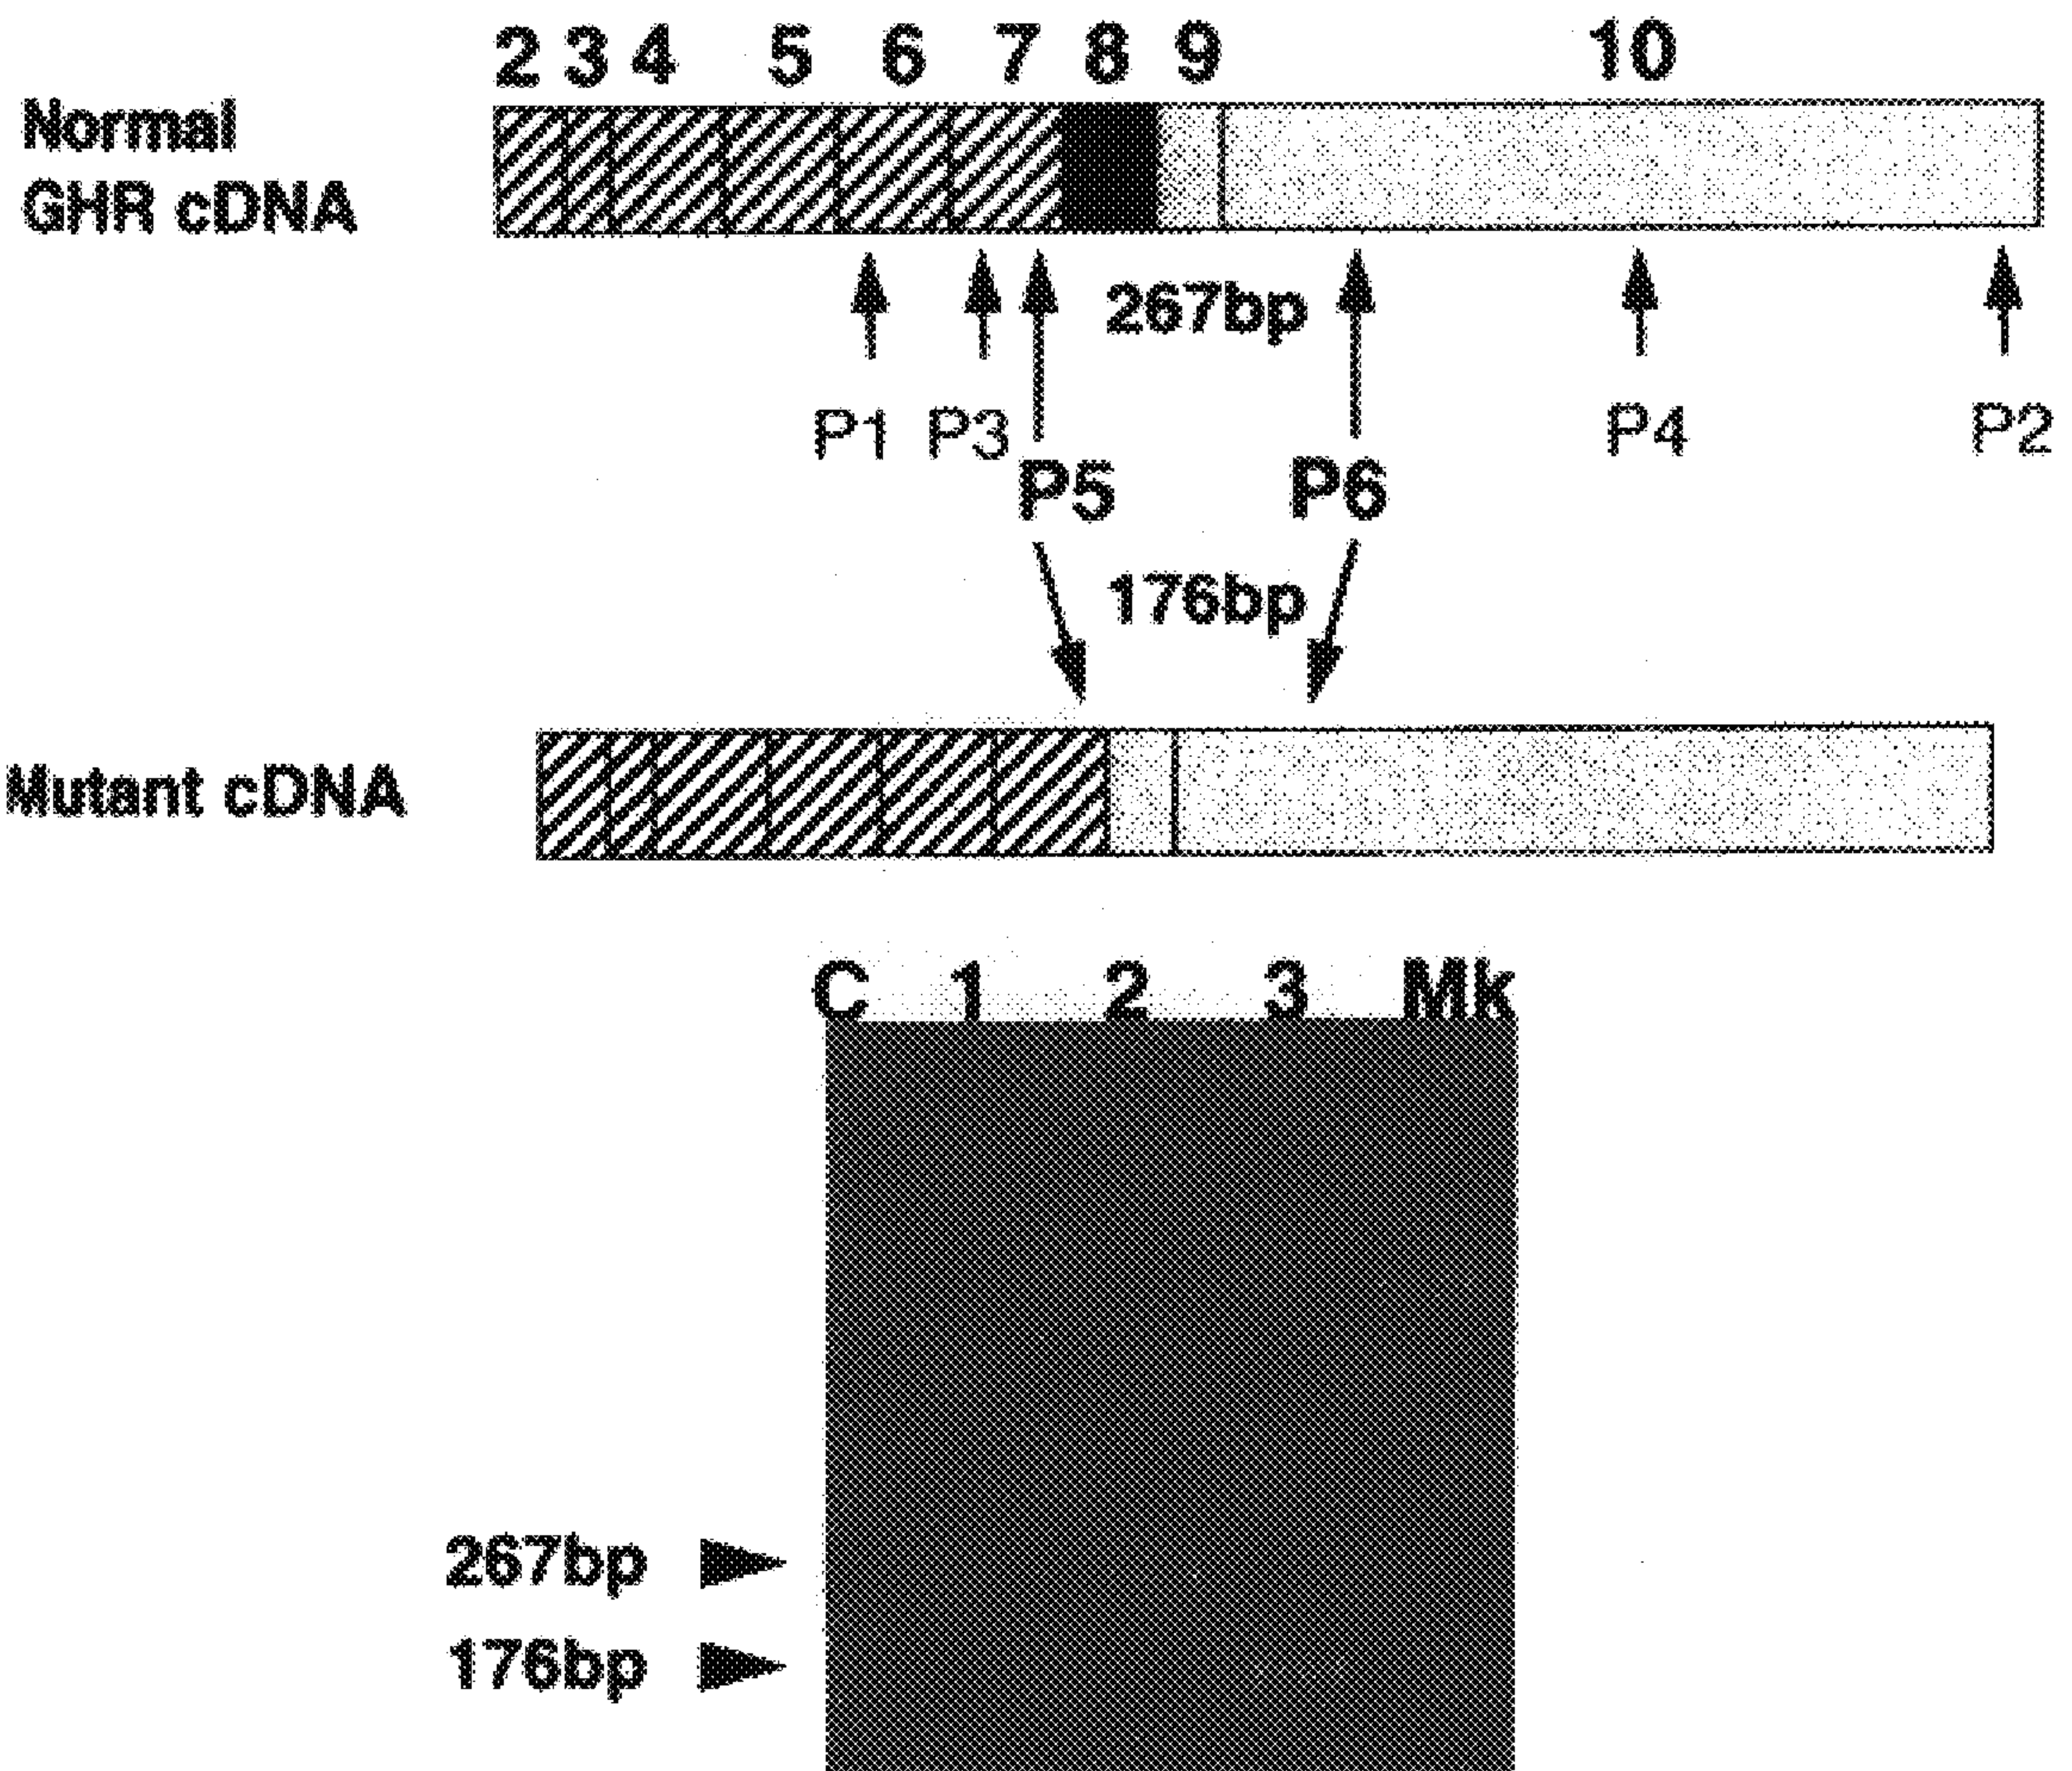 2 3 4 5 6 7 8 9 10
Normal
GHR cDNA
267bp
P1 P3 P4 P2
P5 P6
176bp
Mutant cDNA
C 1 2 3 Mk
267bp
176bp